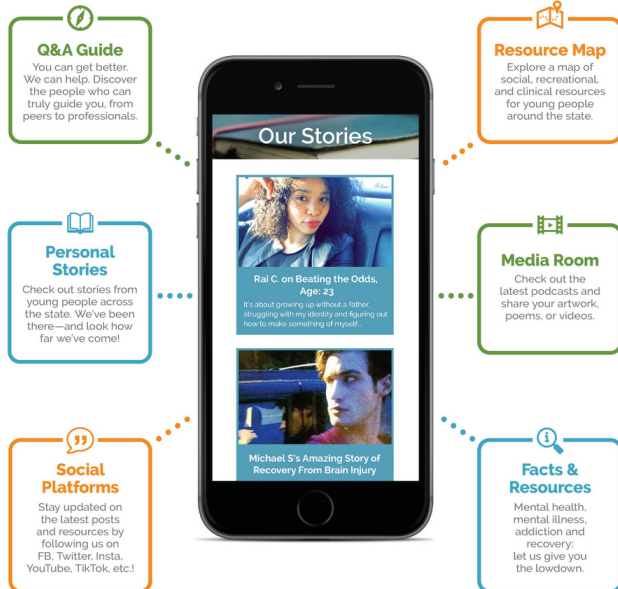 Q&A Guide
You can get better.
We can help. Discover
the people who can
truly guide you, from
peers to professionals.
Personal
Stories
Check out stories from
young people across
the state. We've been
there—and look how
far we've come!
Social
Platforms
Stay updated on
the latest posts
and resources by
following us on
FB, Twitter, Insta,
YouTube, TikTok, etc.!
Our Stories
Rai C. on Beating the Odds,
Age: 23
It's about growing up without a father,
struggling with my identity and figuring out
how to make something of myself...
Michael S's Amazing Story of
Recovery From Brain Injury
Resource Map
Explore a map of
social, recreational,
and clinical resources
for young people
around the state.
Media Room
Check out the
latest podcasts and
share your artwork,
poems, or videos.
Facts &
Resources
Mental health,
mental illness,
addiction and
recovery:
let us give you
the lowdown.